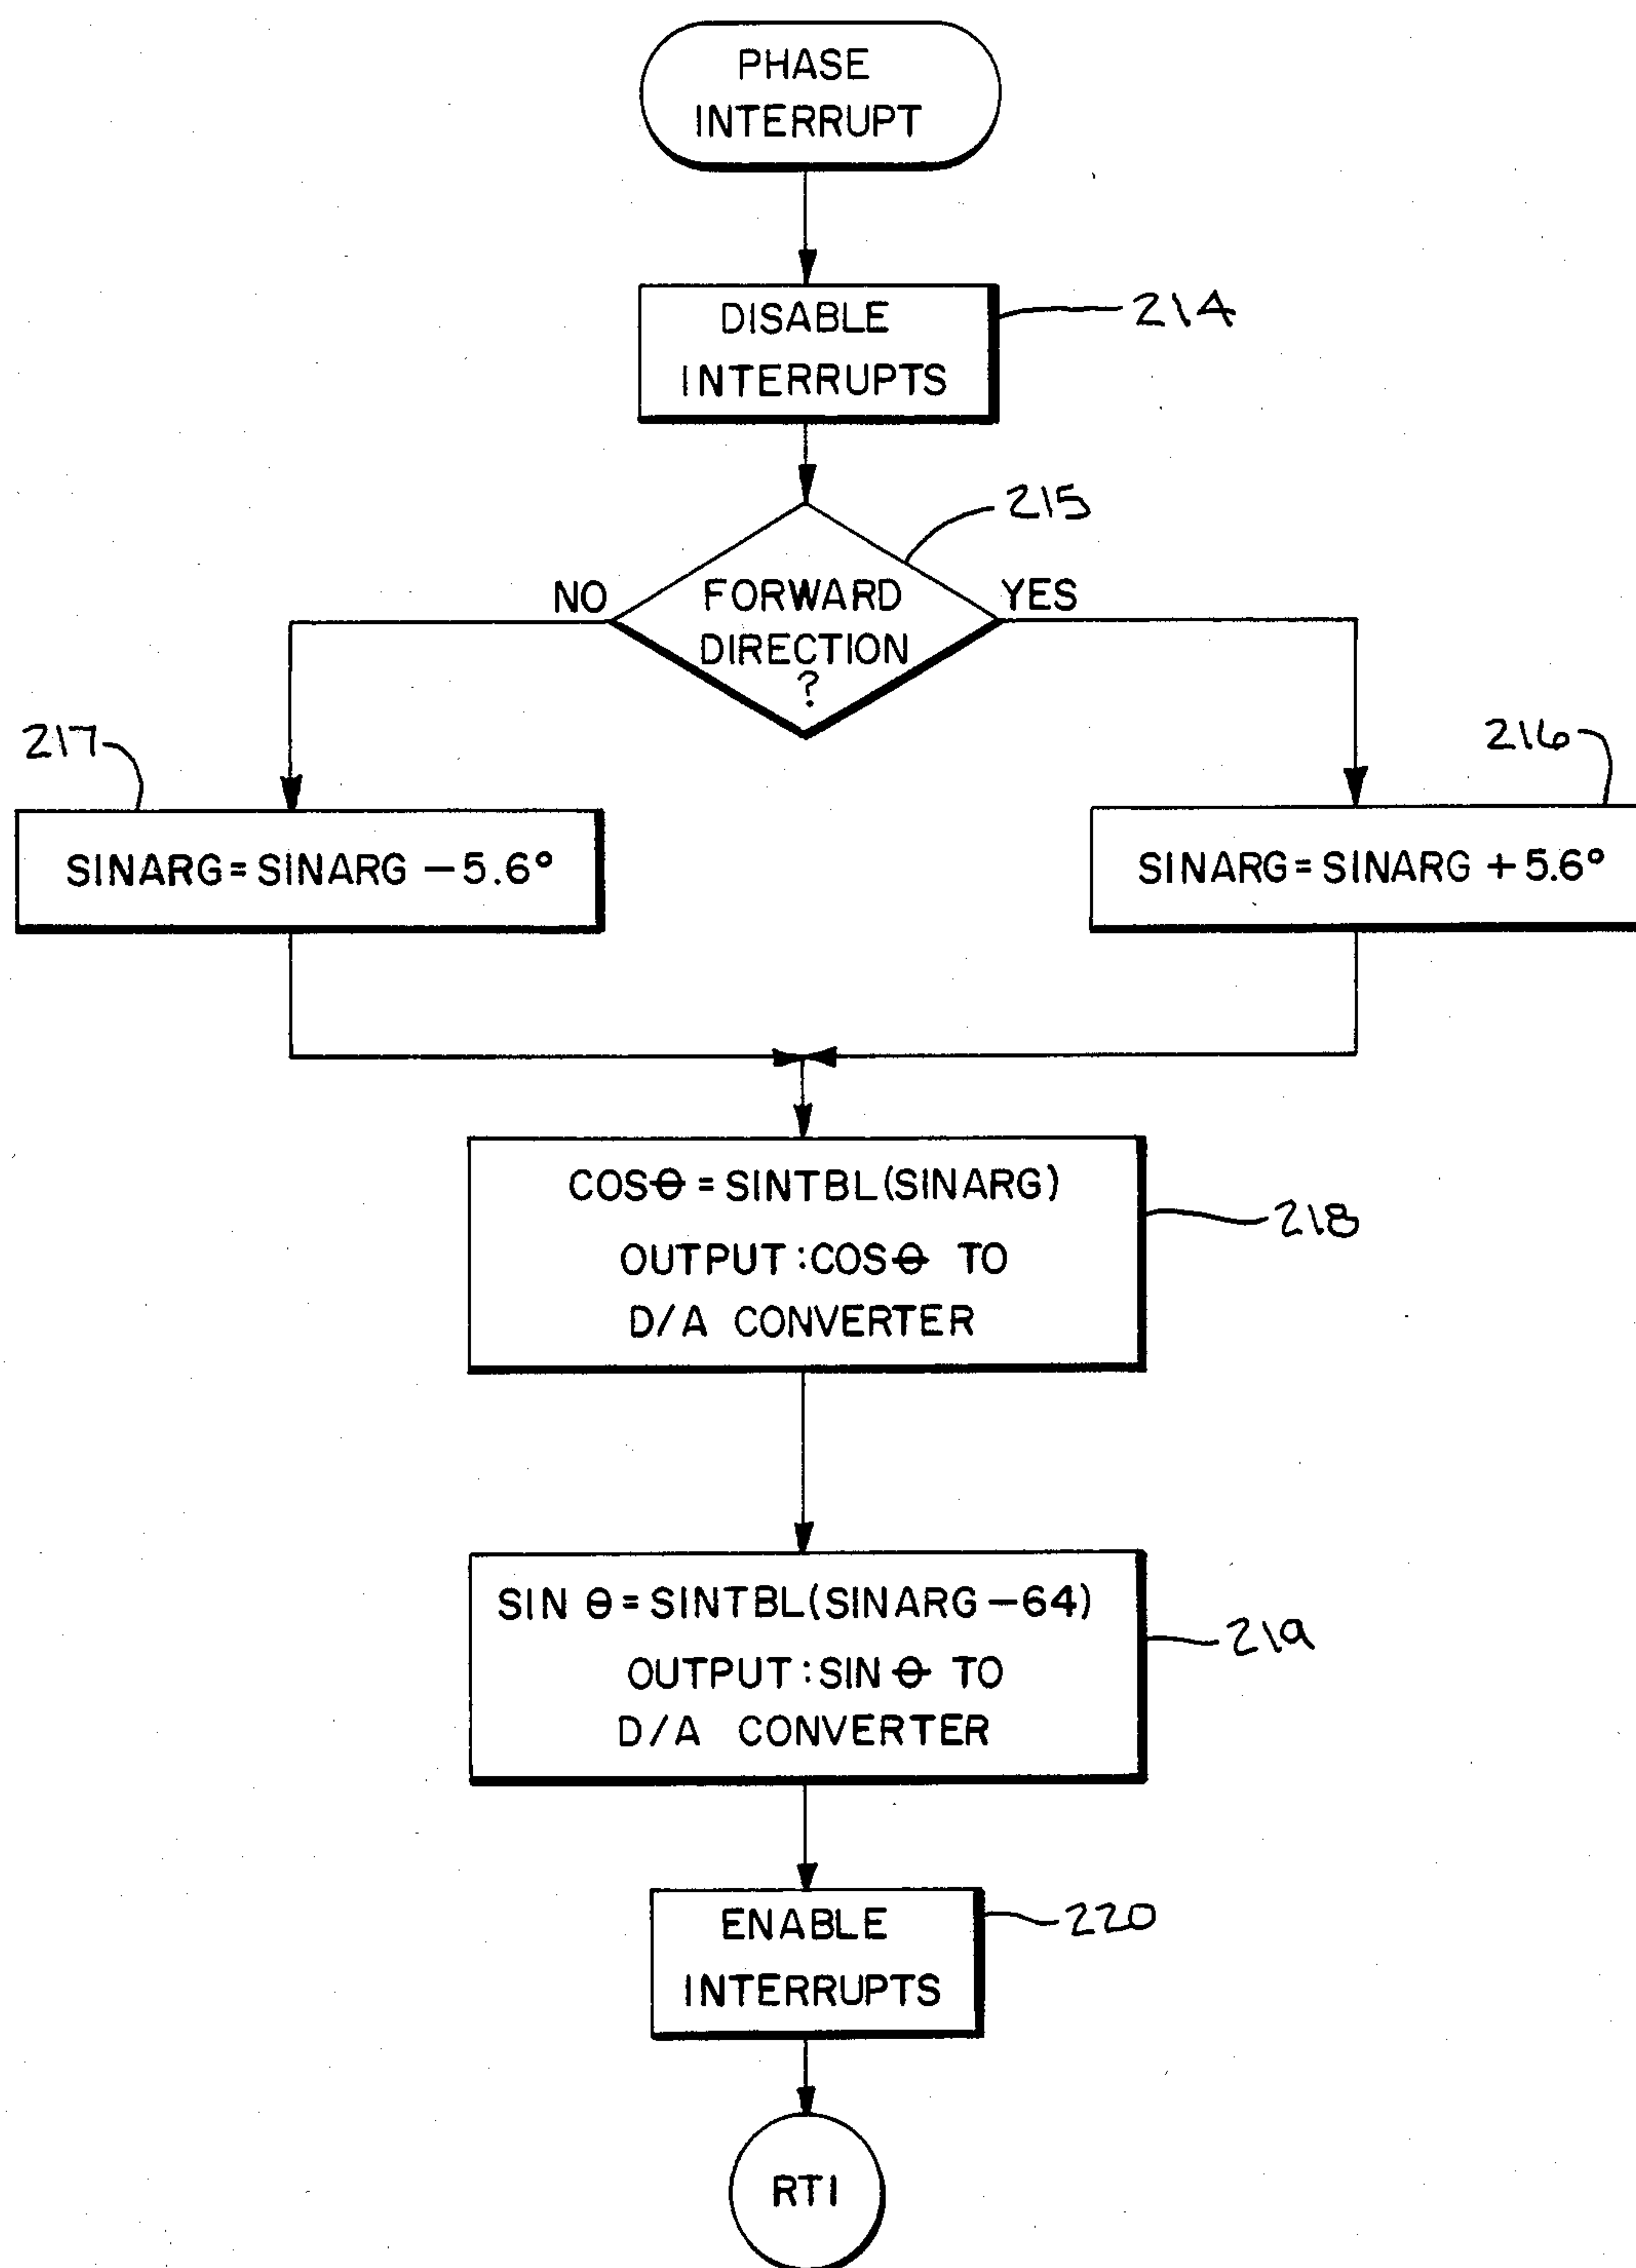 PHASE
INTERRUPT
DISABLE
INTERRUPTS
214
215
NO
FORWARD
DIRECTION
?
YES
217
216
SINARG = SINARG − 5.6°
SINARG = SINARG + 5.6°
COSθ = SINTBL(SINARG)
OUTPUT : COSθ TO
D/A CONVERTER
218
SIN θ = SINTBL(SINARG − 64)
OUTPUT : SIN θ TO
D/A CONVERTER
219
ENABLE
INTERRUPTS
220
RTI